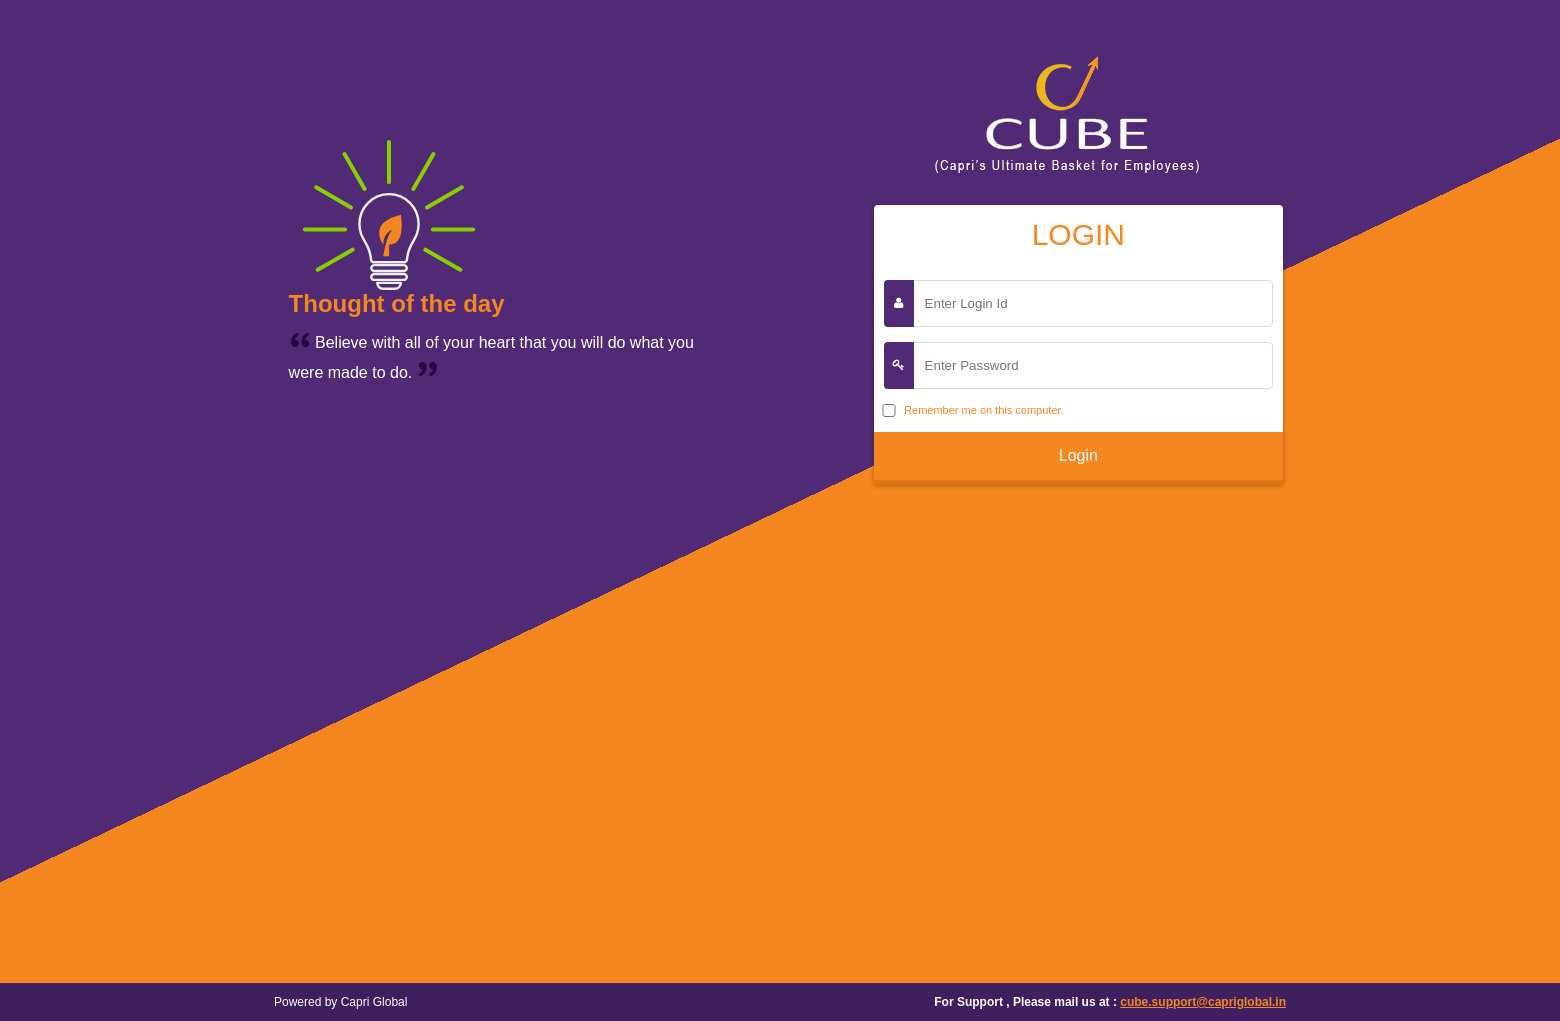 CUBE
(Capri's Ultimate Basket for Employees)
Thought of the day
“ Believe with all of your heart that you will do what you
were made to do. ”
LOGIN
Enter Login Id
Enter Password
Remember me on this computer.
Login
Powered by Capri Global
For Support , Please mail us at : cube.support@capriglobal.in